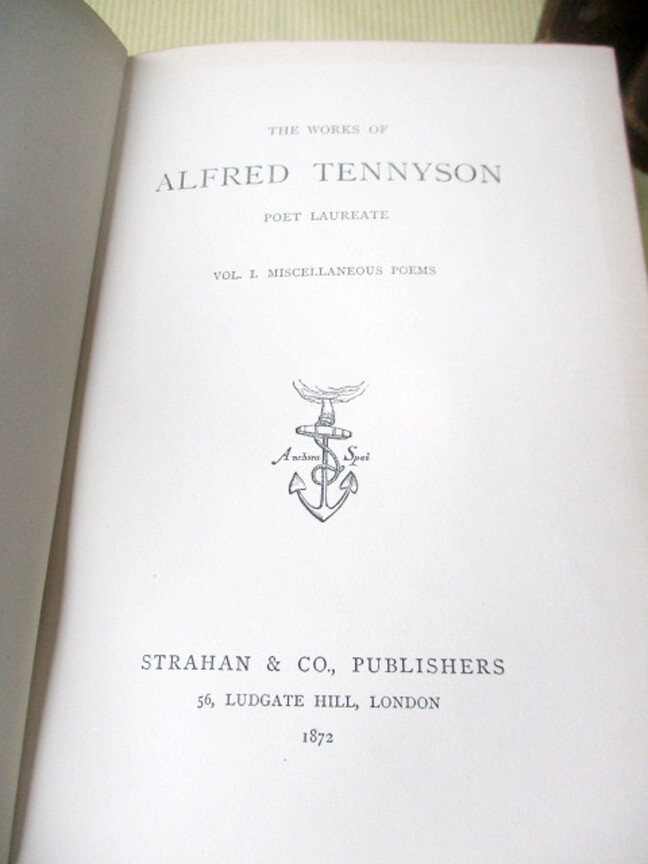 THE WORKS OF
ALFRED TENNYSON
POET LAUREATE
VOL. I. MISCELLANEOUS POEMS
Anchora Spei
STRAHAN & CO., PUBLISHERS
56, LUDGATE HILL, LONDON
1872